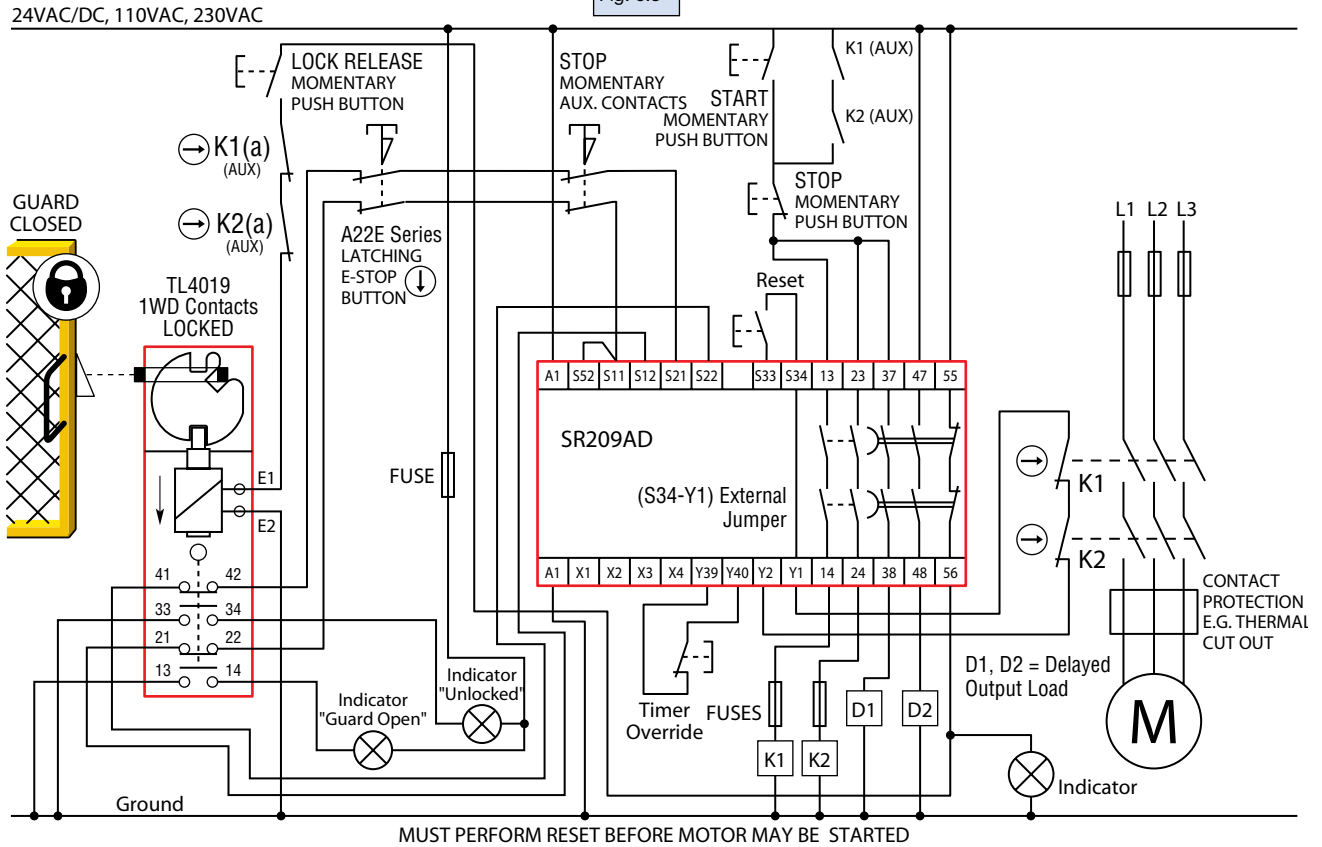 Fig. 6.8
24VAC/DC, 110VAC, 230VAC
LOCK RELEASE
MOMENTARY
PUSH BUTTON
STOP
MOMENTARY
AUX. CONTACTS
START
MOMENTARY
PUSH BUTTON
K1 (AUX)
K2 (AUX)
K1(a)
(AUX)
K2(a)
(AUX)
STOP
MOMENTARY
PUSH BUTTON
GUARD
CLOSED
A22E Series
LATCHING
E-STOP
BUTTON
L1 L2 L3
TL4019
1WD Contacts
LOCKED
Reset
A1 S52 S11 S12 S21 S22 S33 S34 13 23 37 47 55
SR209AD
(S34-Y1) External
Jumper
FUSE
E1
E2
K1
K2
A1 X1 X2 X3 X4 Y39 Y40 Y2 Y1 14 24 38 48 56
41 42
33 34
21 22
13 14
CONTACT
PROTECTION
E.G. THERMAL
CUT OUT
Indicator
"Unlocked"
Indicator
"Guard Open"
Timer
Override
FUSES
D1
D2
D1, D2 = Delayed
Output Load
M
K1
K2
Indicator
Ground
MUST PERFORM RESET BEFORE MOTOR MAY BE STARTED